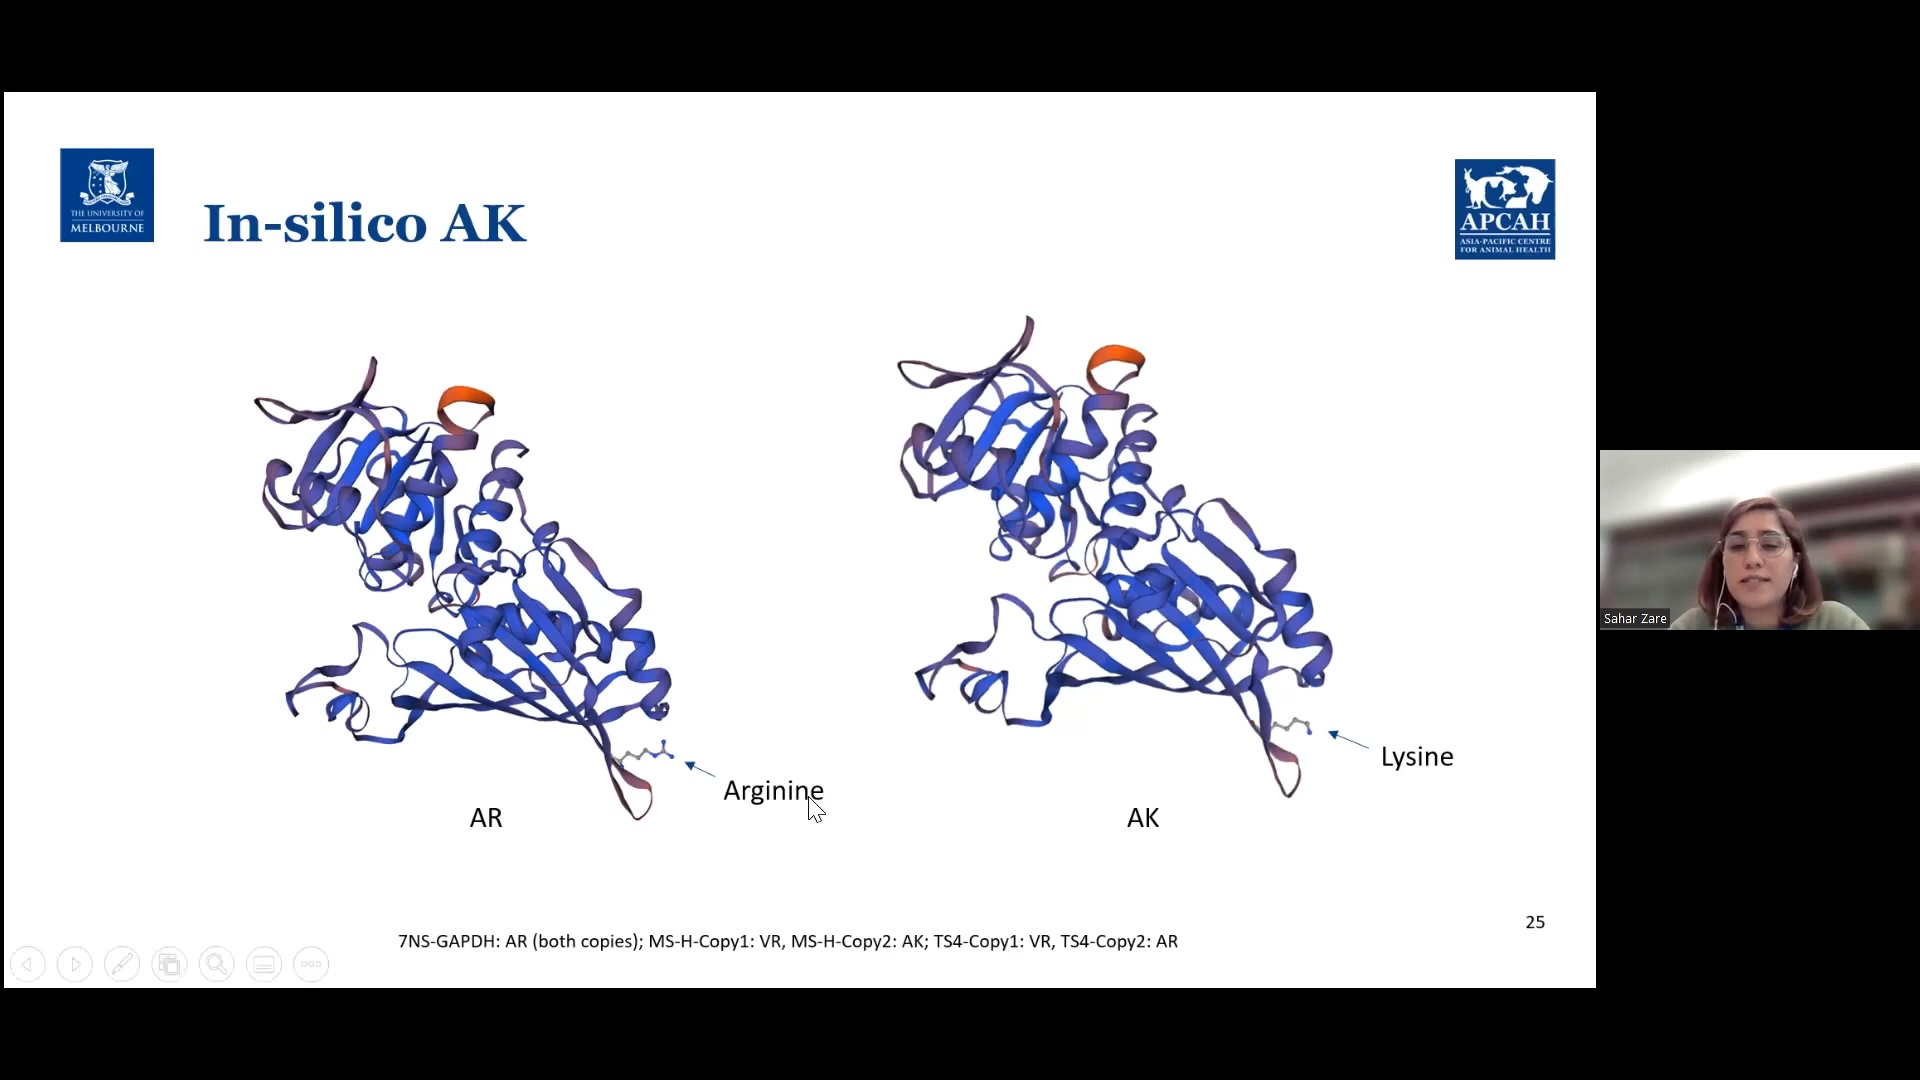 THE UNIVERSITY OF
MELBOURNE
In-silico AK
APCAH
ASIA-PACIFIC CENTRE
FOR ANIMAL HEALTH
Sahar Zare
Arginine
Lysine
AR
AK
25
7NS-GAPDH: AR (both copies); MS-H-Copy1: VR, MS-H-Copy2: AK; TS4-Copy1: VR, TS4-Copy2: AR